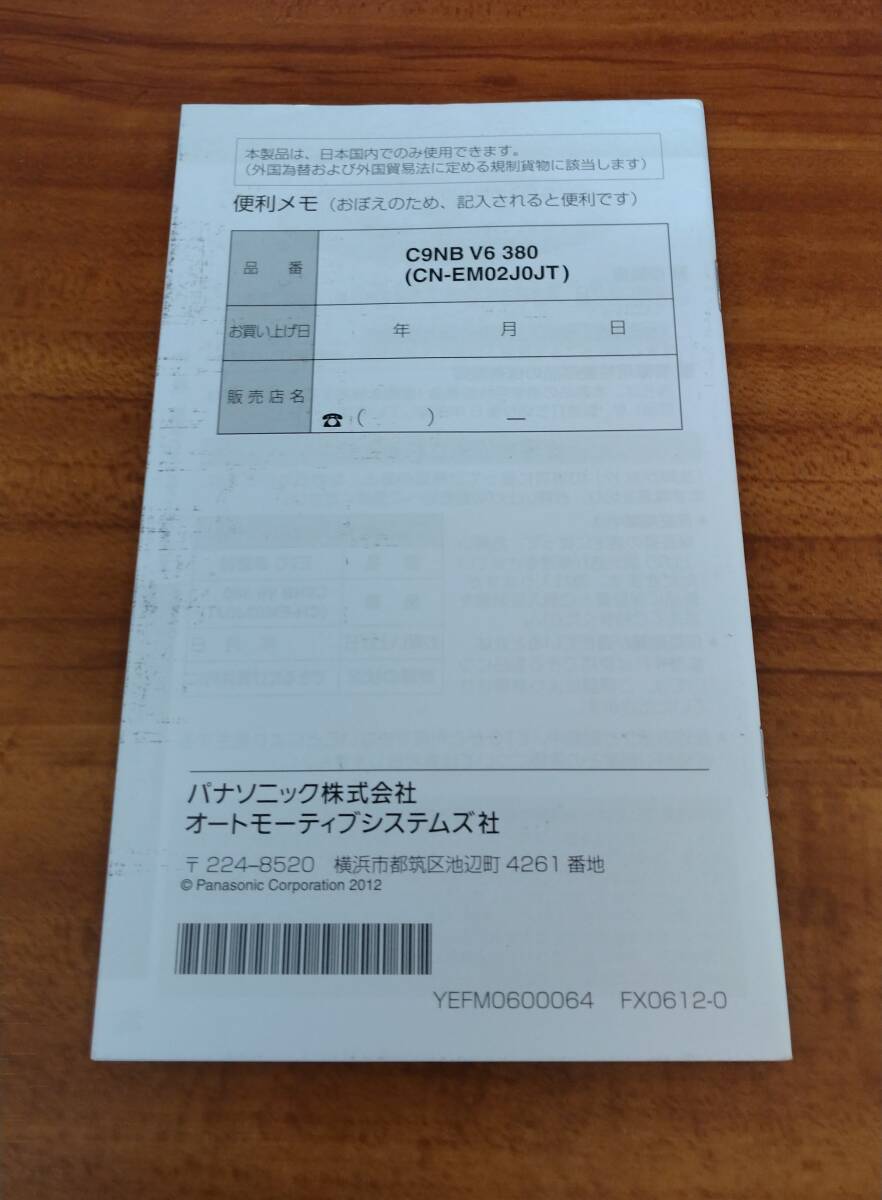 本製品は、日本国内でのみ使用できます。
（外国為替および外国貿易法に定める規制貨物に該当します）
便利メモ（おぼえのため、記入されると便利です）
品 番
C9NB V6 380
(CN-EM02J0JT)
お買い上げ日 年 月 日
販売店名
☎（ ） ―
パナソニック株式会社
オートモーティブシステムズ社
〒224–8520 横浜市都筑区池辺町 4261 番地
© Panasonic Corporation 2012
YEFM0600064 FX0612-0